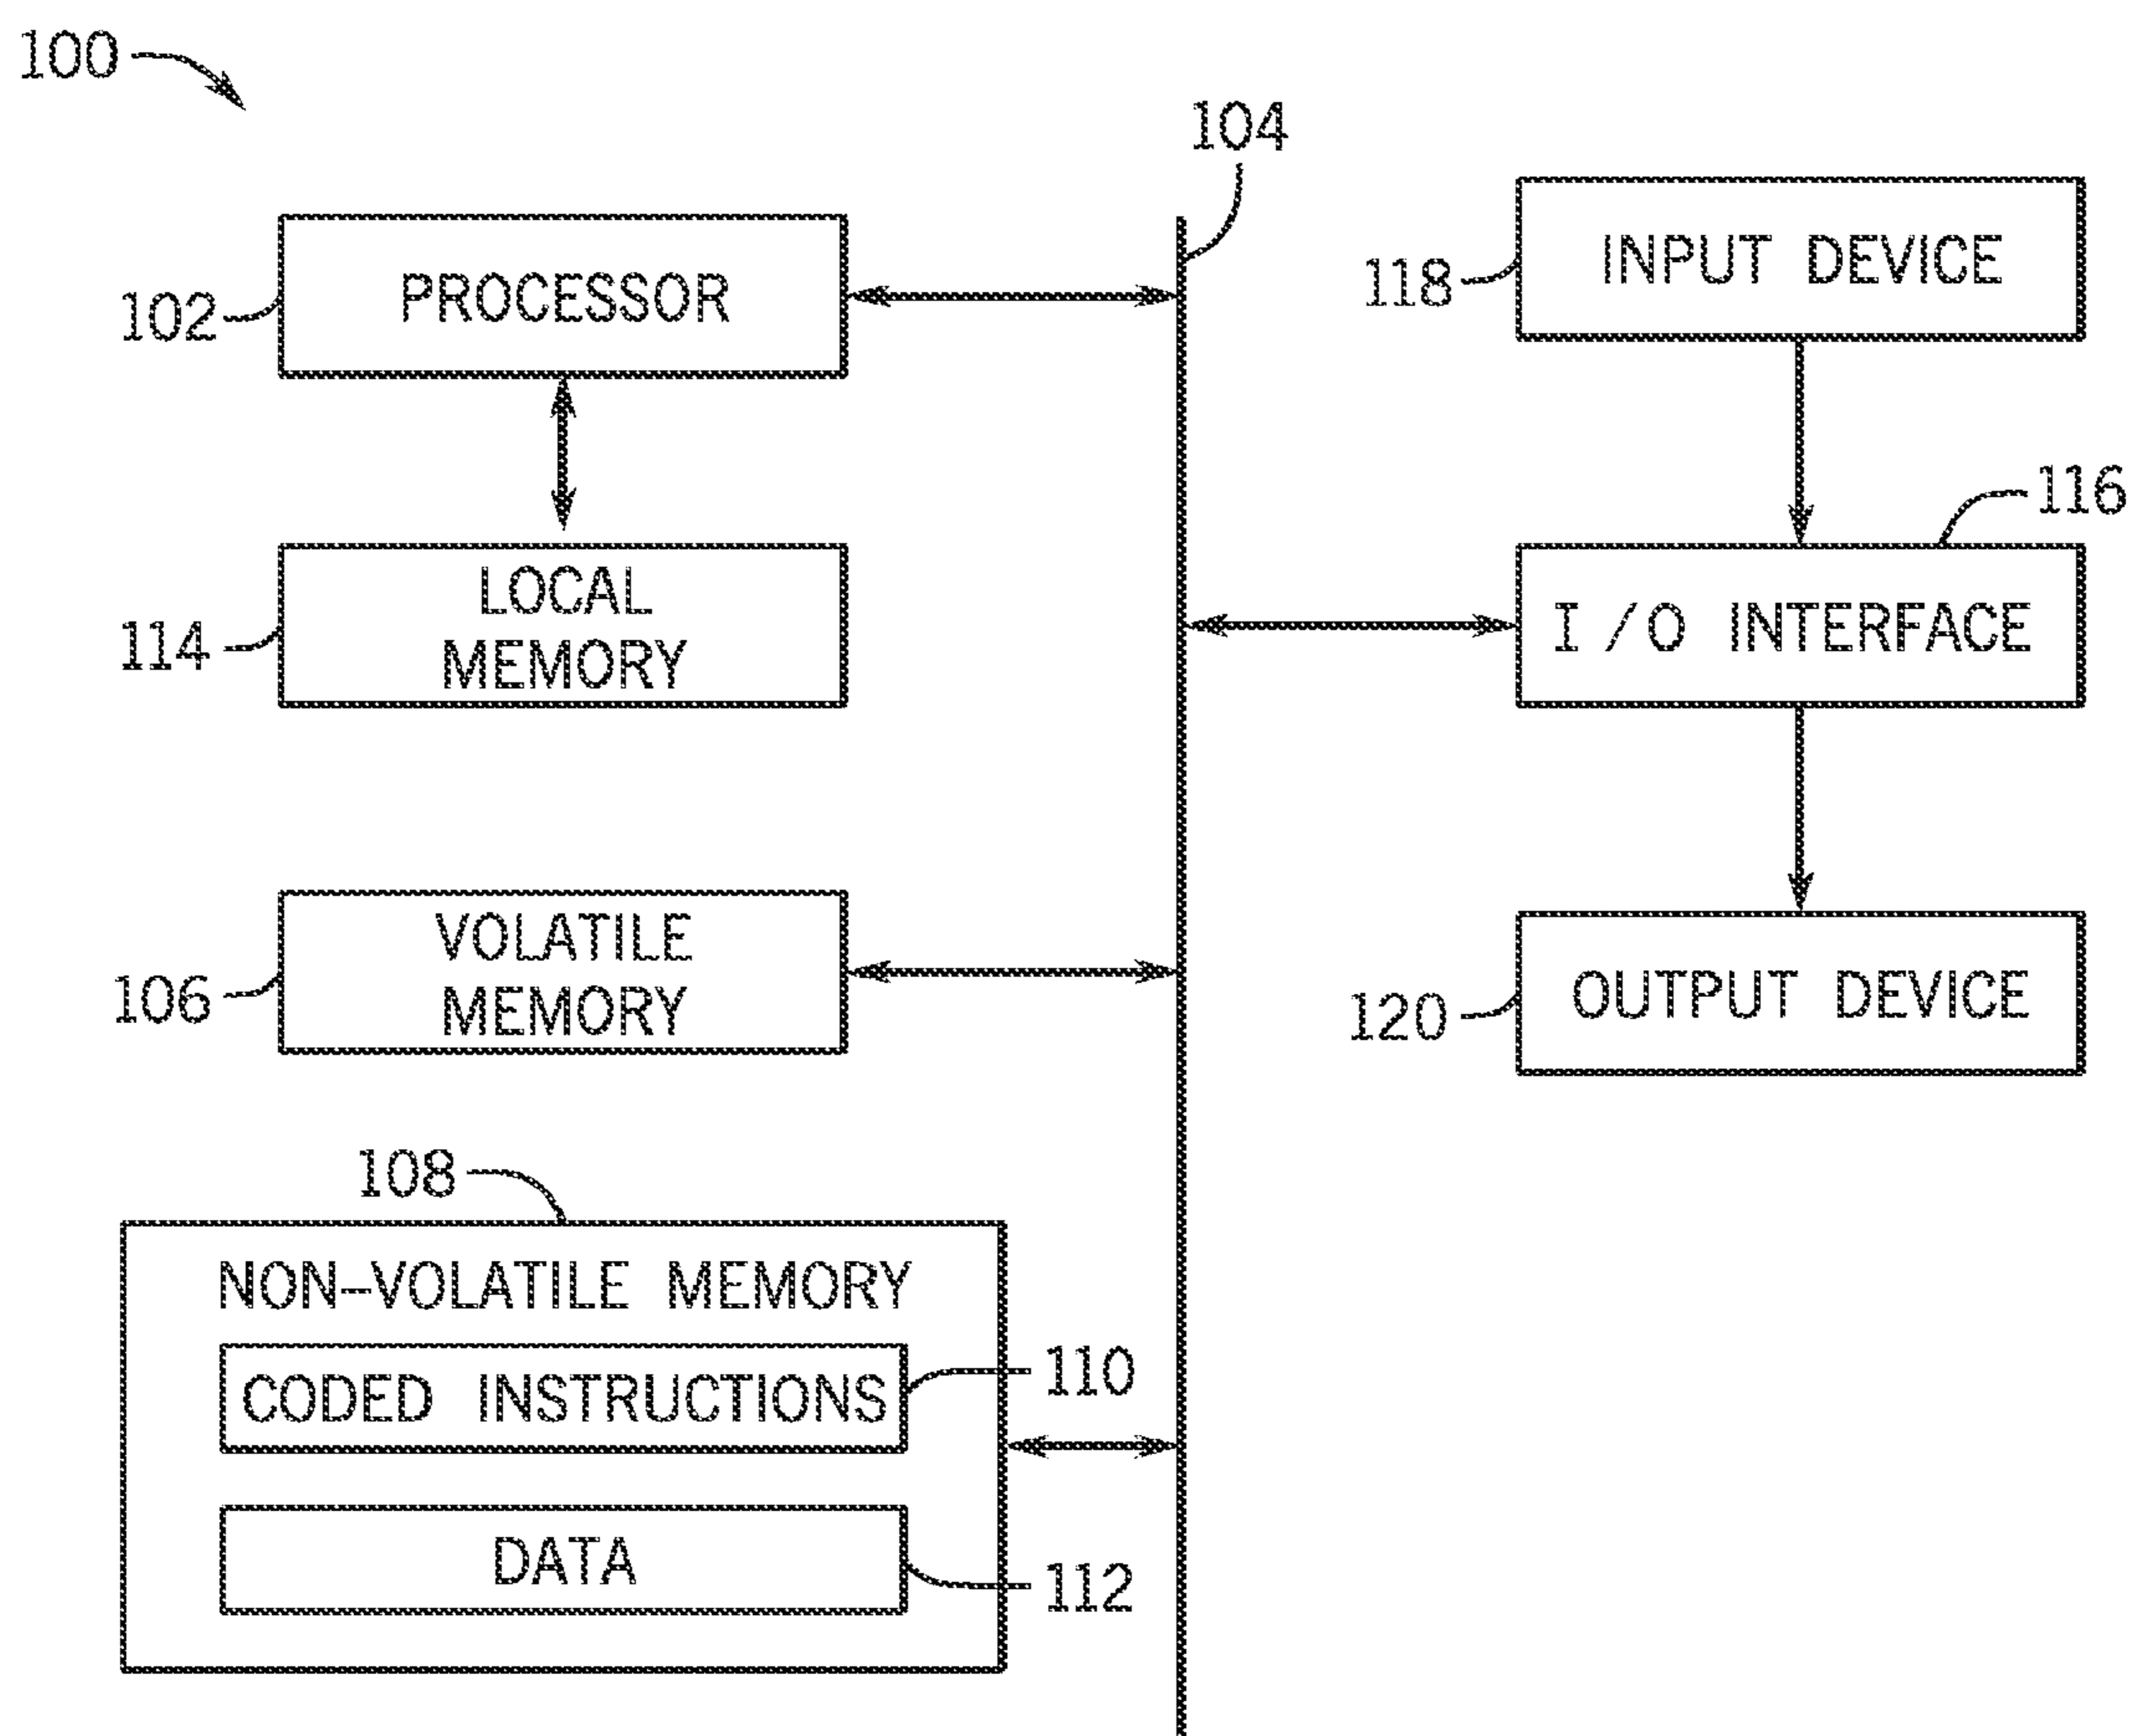 100
104
PROCESSOR
102
INPUT DEVICE
118
LOCAL
MEMORY
114
116
I/O INTERFACE
VOLATILE
MEMORY
106
OUTPUT DEVICE
120
108
NON-VOLATILE MEMORY
CODED INSTRUCTIONS
110
DATA
112